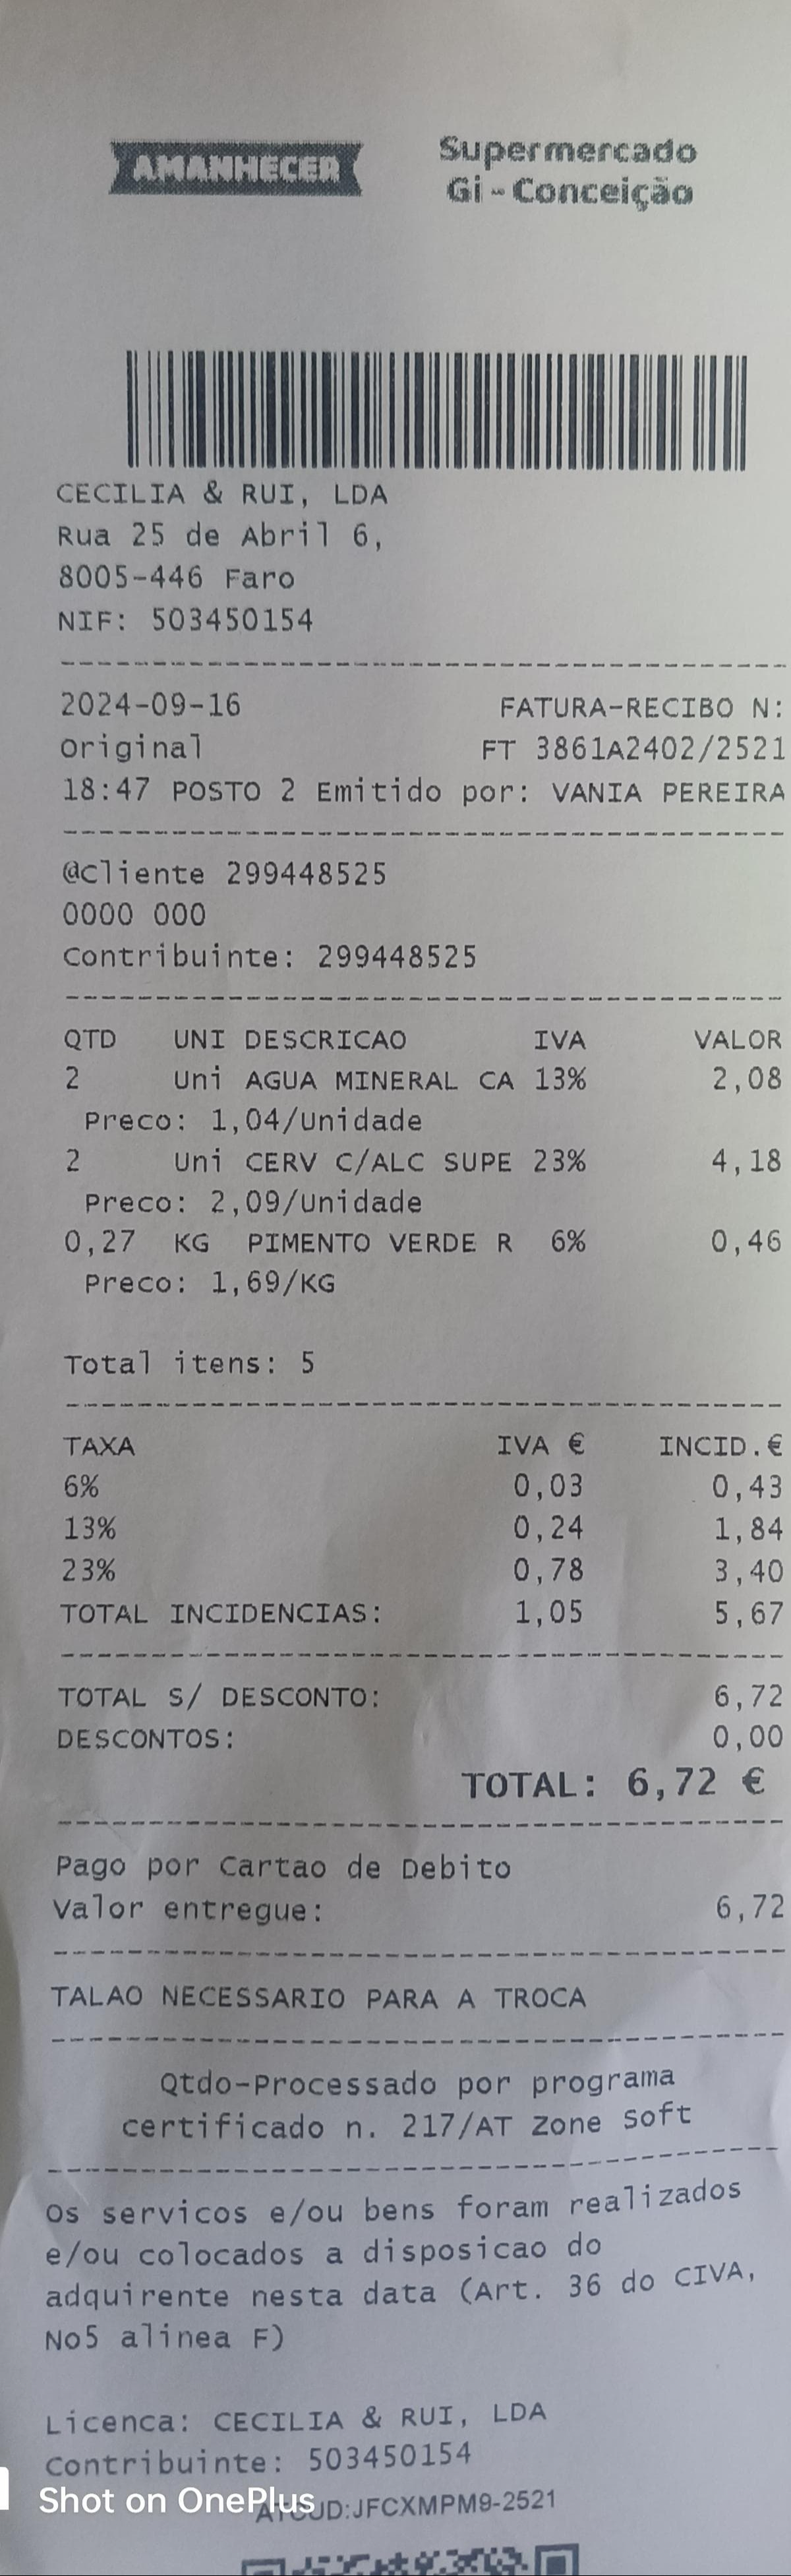 AMANHECER
Supermercado
Gi - Conceição
CECILIA & RUI, LDA
Rua 25 de Abril 6,
8005-446 Faro
NIF: 503450154
2024-09-16 FATURA-RECIBO N:
Original FT 3861A2402/2521
18:47 POSTO 2 Emitido por: VANIA PEREIRA
@Cliente 299448525
0000 000
Contribuinte: 299448525
QTD UNI DESCRICAO IVA VALOR
2 Uni AGUA MINERAL CA 13% 2,08
Preco: 1,04/Unidade
2 Uni CERV C/ALC SUPE 23% 4,18
Preco: 2,09/Unidade
0,27 KG PIMENTO VERDE R 6% 0,46
Preco: 1,69/KG
Total itens: 5
TAXA IVA € INCID.€
6% 0,03 0,43
13% 0,24 1,84
23% 0,78 3,40
TOTAL INCIDENCIAS: 1,05 5,67
TOTAL S/ DESCONTO: 6,72
DESCONTOS: 0,00
TOTAL: 6,72 €
Pago por Cartao de Debito
Valor entregue: 6,72
TALAO NECESSARIO PARA A TROCA
Qtdo-Processado por programa
certificado n. 217/AT Zone Soft
Os servicos e/ou bens foram realizados
e/ou colocados a disposicao do
adquirente nesta data (Art. 36 do CIVA,
No5 alinea F)
Licenca: CECILIA & RUI, LDA
Contribuinte: 503450154
ATCUD:JFCXMPM9-2521
Shot on OnePlus